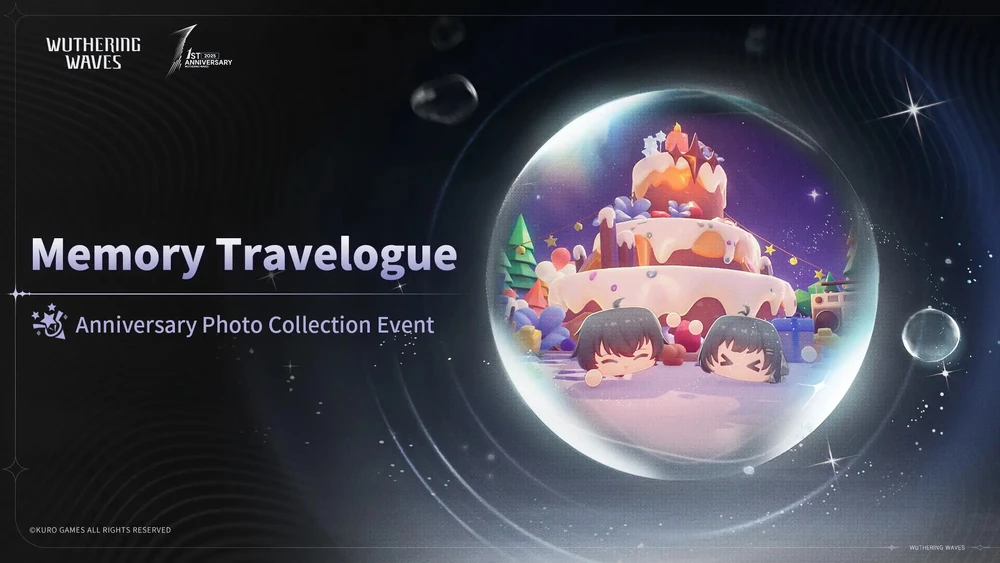 WUTHERING
WAVES
1ST 2025
ANNIVERSARY
Memory Travelogue
Anniversary Photo Collection Event
©KURO GAMES ALL RIGHTS RESERVED
WUTHERING WAVES